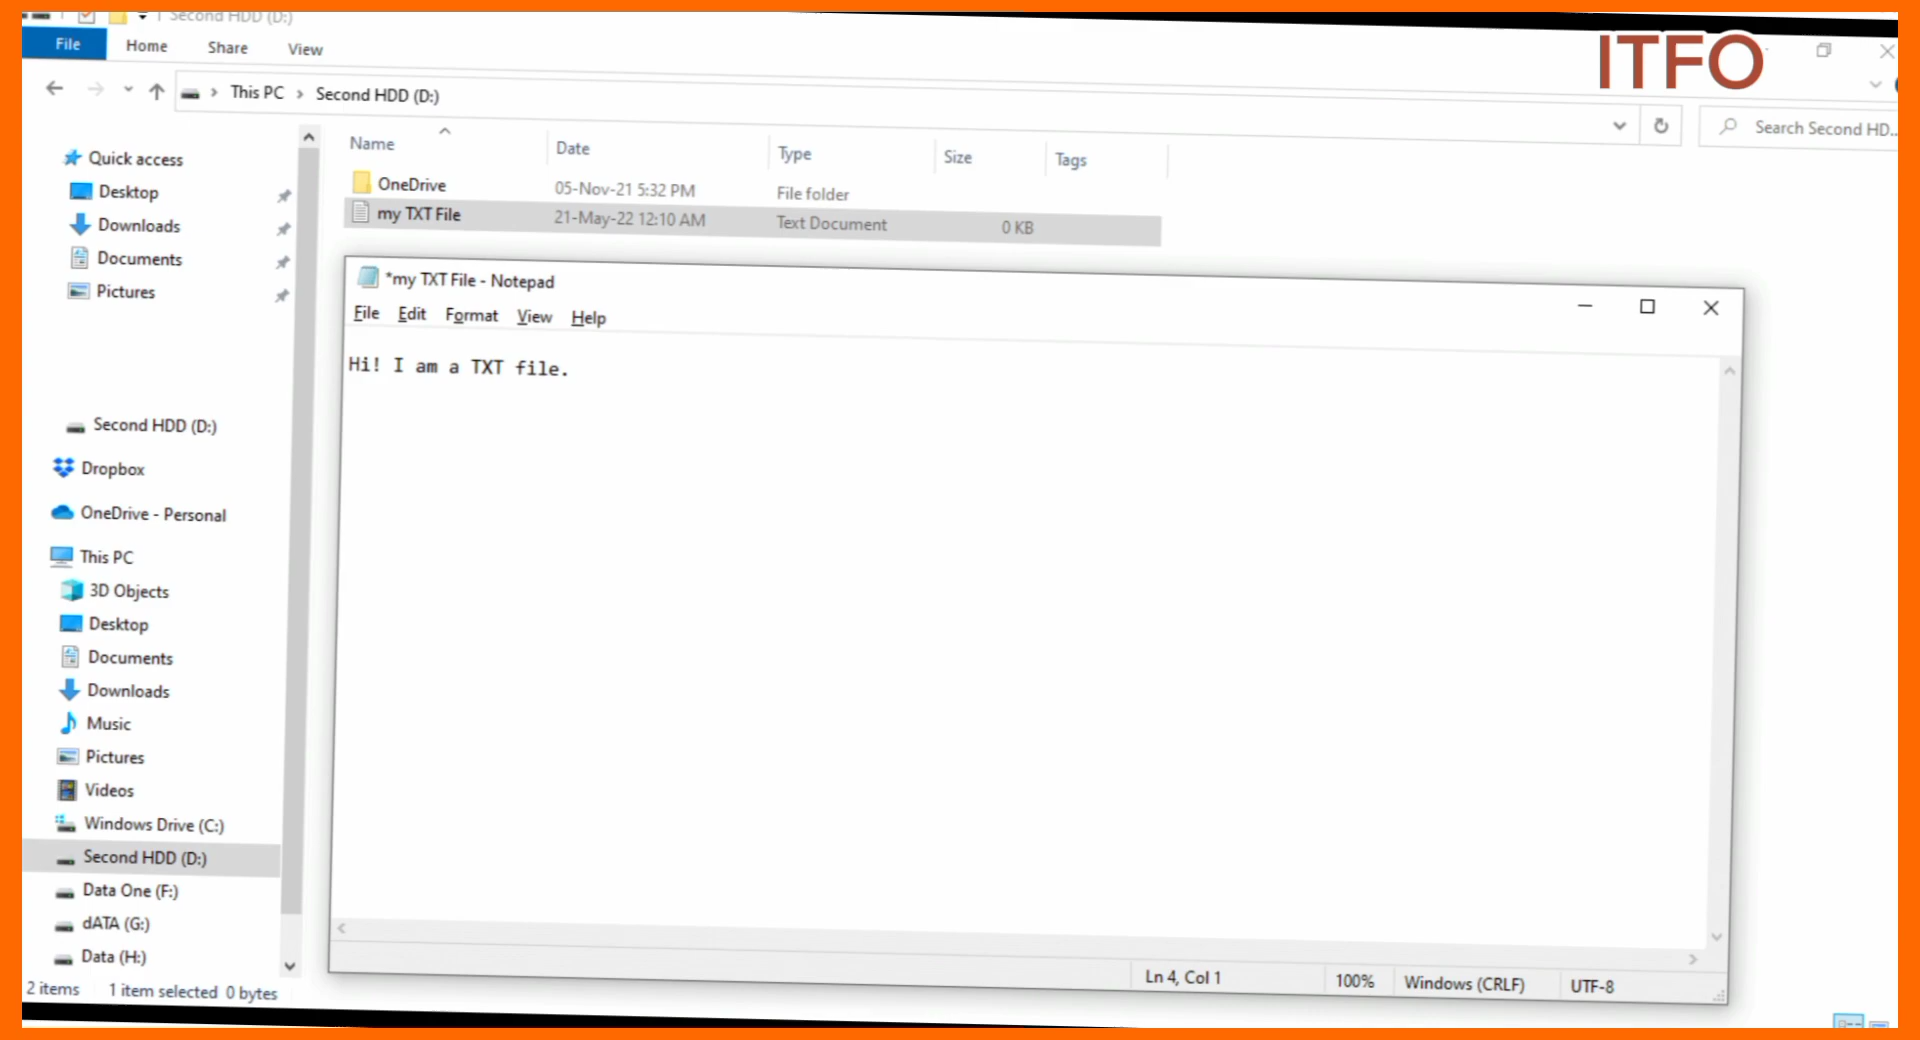 Second HDD (D:)
File Home Share View
ITFO
This PC > Second HDD (D:)
Search Second HD...
Name Date Type Size Tags
OneDrive 05-Nov-21 5:32 PM File folder
my TXT File 21-May-22 12:10 AM Text Document 0 KB
Quick access
Desktop
Downloads
Documents
Pictures
Second HDD (D:)
Dropbox
OneDrive - Personal
This PC
3D Objects
Desktop
Documents
Downloads
Music
Pictures
Videos
Windows Drive (C:)
Second HDD (D:)
Data One (F:)
dATA (G:)
Data (H:)
2 items 1 item selected 0 bytes
*my TXT File - Notepad
File Edit Format View Help
Hi! I am a TXT file.
Ln 4, Col 1 100% Windows (CRLF) UTF-8